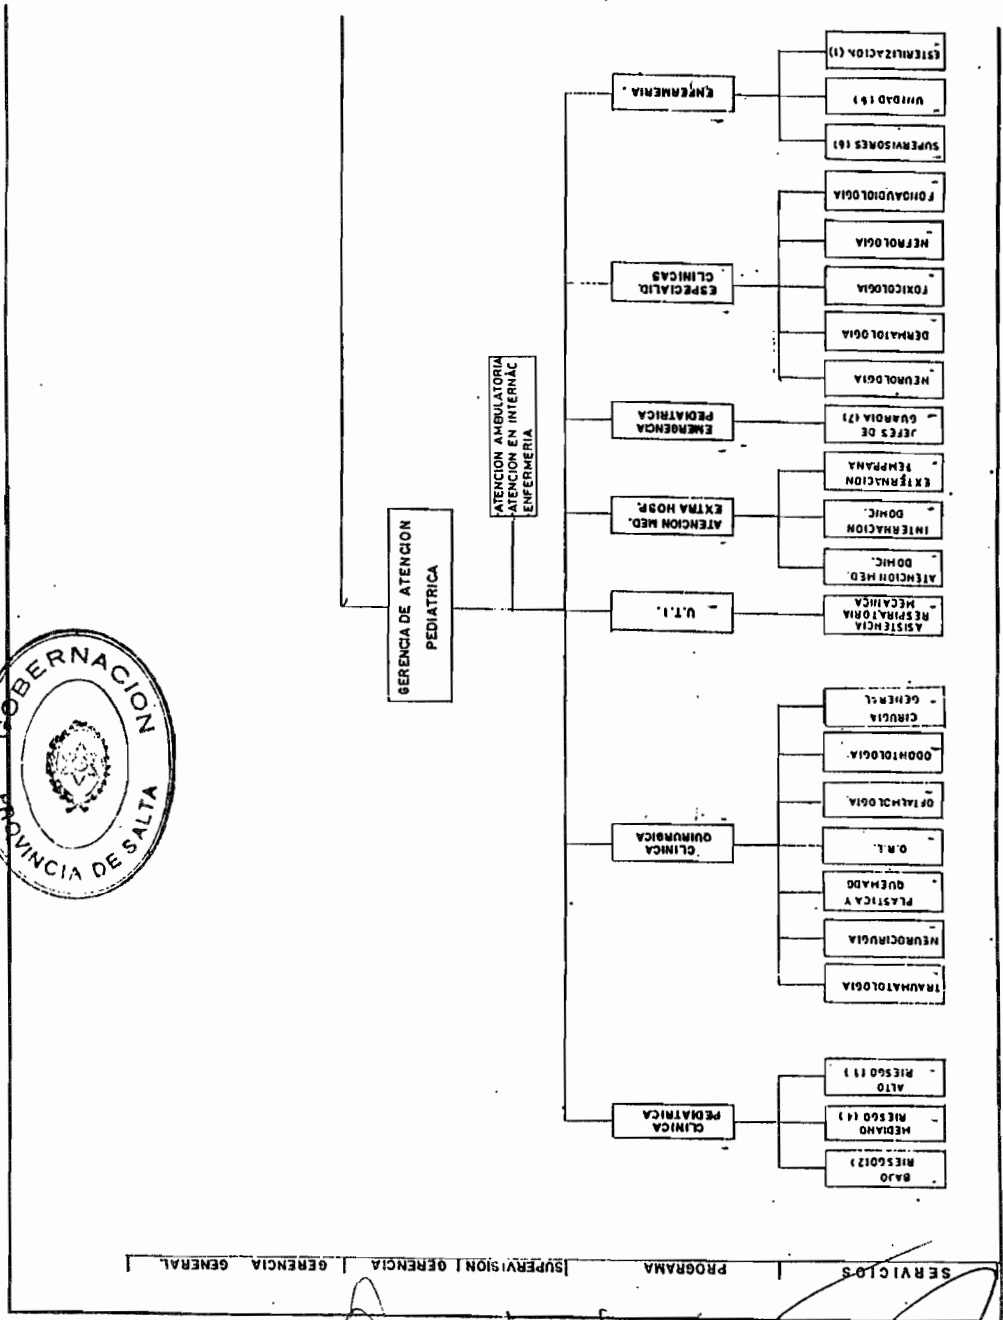 GOBERNACION
PROVINCIA DE SALTA
GERENCIA GENERAL
GERENCIA
SUPERVISION
PROGRAMA
SERVICIOS
GERENCIA DE ATENCION
PEDIATRICA
ATENCION AMBULATORIA
ATENCION EN INTERNAC
ENFERMERIA
CLINICA
PEDIATRICA
BAJO
RIESGO (2)
MEDIANO
RIESGO (4)
ALTO
RIESGO (1)
CLINICA
QUIRURGICA
TRAUMATOLOGIA
NEUROCIRUGIA
PLASTICA Y
QUEMADO
O.R.L.
OFTALMOLOGIA.
ODONTOLOGIA.
CIRUGIA
GENERAL
U.T.I.
ASISTENCIA
RESPIRATORIA
MECANICA
ATENCION MED.
EXTRA HOSP.
ATENCION MED.
DOMIC.
INTERNACION
DOMIC.
EXTERNACION
TEMPRANA
EMERGENCIA
PEDIATRICA
JEFES DE
GUARDIA (7)
ESPECIALID.
CLINICAS
NEUROLOGIA
DERMATOLOGIA
TOXICOLOGIA
NEFROLOGIA
FONOAUDIOLOGIA
ENFERMERIA
SUPERVISORES (6)
UNIDAD
ESTERILIZACION (1)